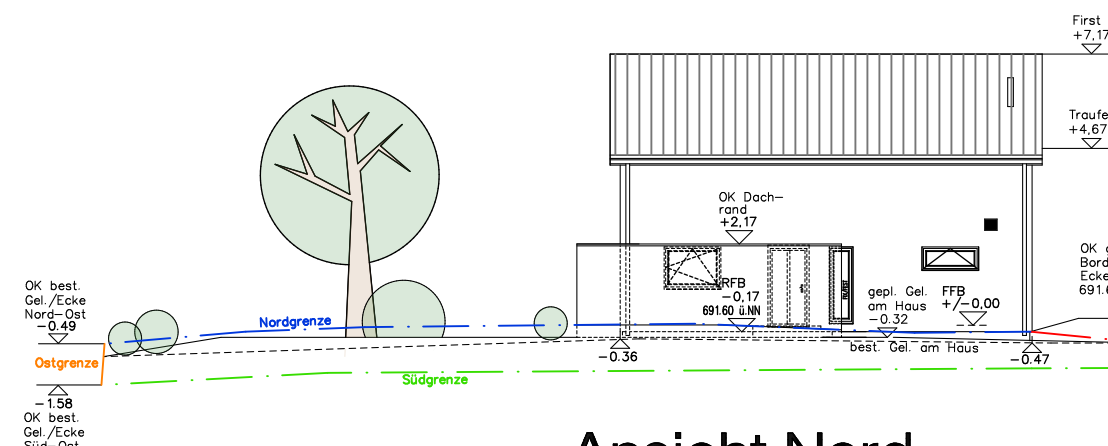 First
+7,17
Traufe
+4,67
OK Dach-
rand
+2,17
OK best.
Gel./Ecke
Nord-Ost
-0.49
Nordgrenze
RFB
-0,17
691.60 ü.NN
gepl. Gel.
am Haus
-0.32
FFB
+/-0,00
OK
Bord
Ecke
691.6
Ostgrenze
-0.36
best. Gel. am Haus
-0.47
Südgrenze
-1.58
OK best.
Gel./Ecke
Süd-Ost
Ansicht Nord